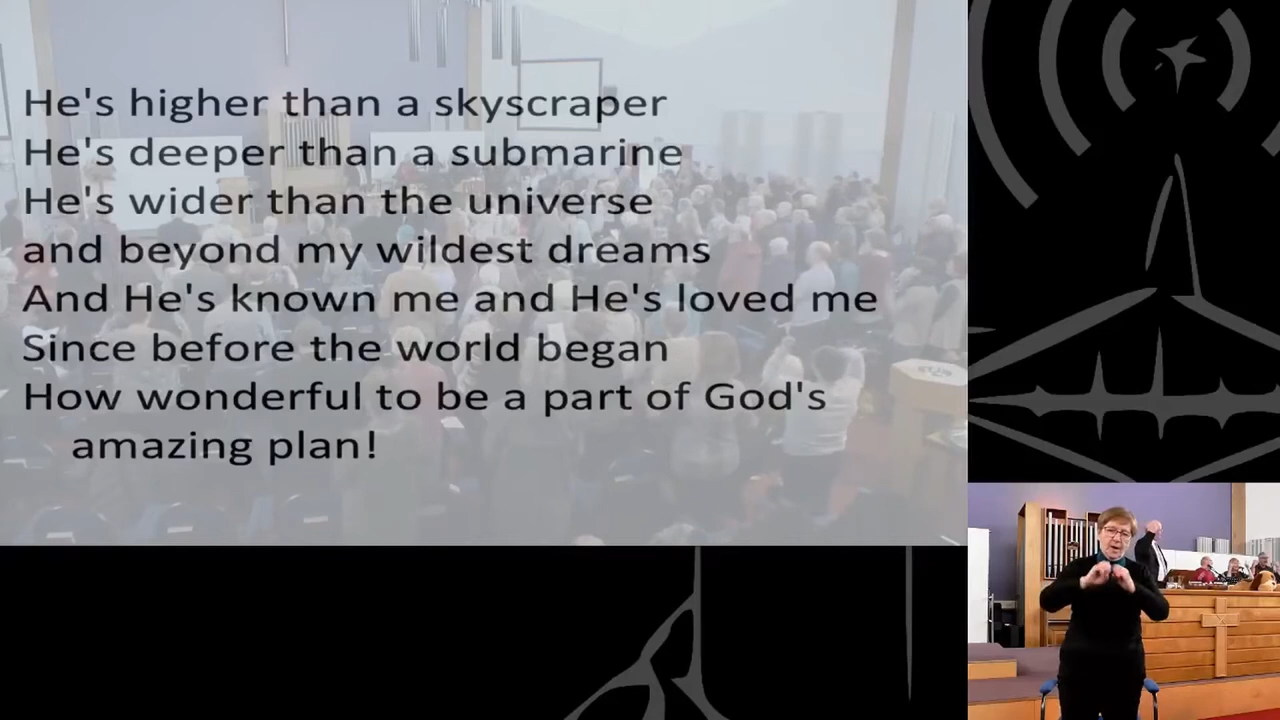 He's higher than a skyscraper
He's deeper than a submarine
He's wider than the universe
and beyond my wildest dreams
And He's known me and He's loved me
Since before the world began
How wonderful to be a part of God's
amazing plan!